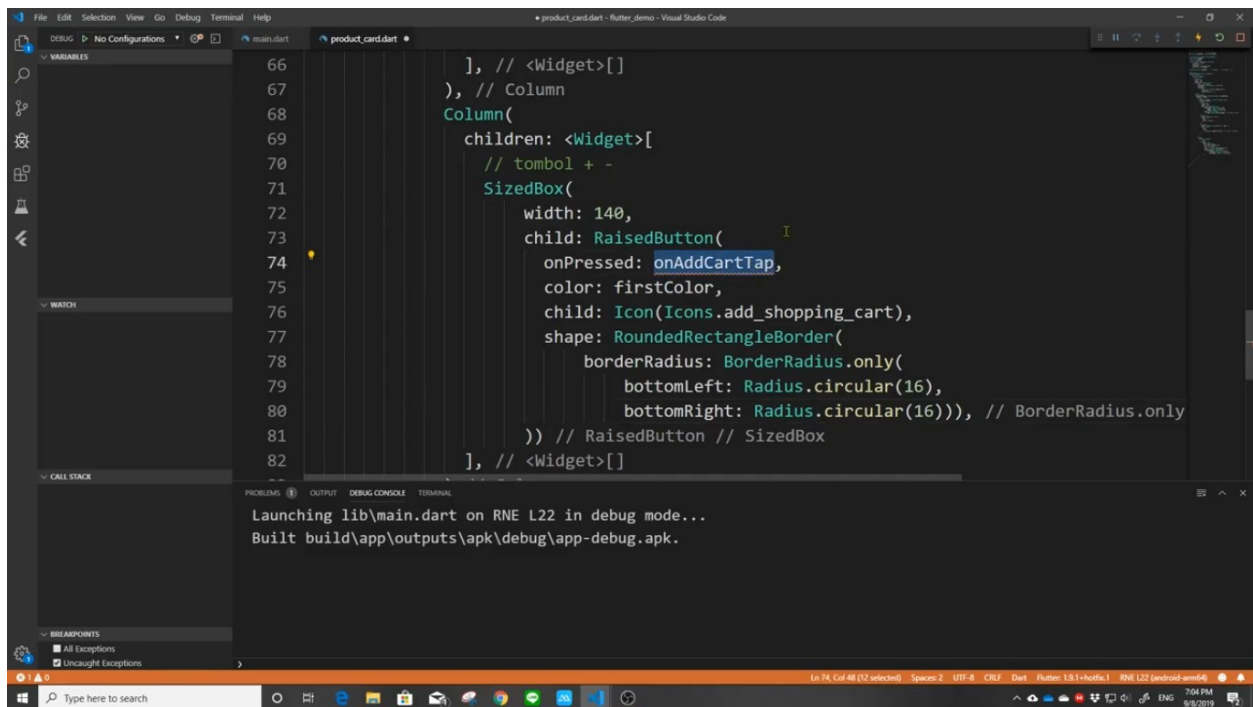 File Edit Selection View Go Debug Terminal Help
● product_card.dart - flutter_demo - Visual Studio Code
DEBUG No Configurations
main.dart
product_card.dart ●
VARIABLES
WATCH
CALL STACK
BREAKPOINTS
All Exceptions
Uncaught Exceptions
66 ], // <Widget>[]
67 ), // Column
68 Column(
69 children: <Widget>[
70 // tombol + -
71 SizedBox(
72 width: 140,
73 child: RaisedButton(
74 onPressed: onAddCartTap,
75 color: firstColor,
76 child: Icon(Icons.add_shopping_cart),
77 shape: RoundedRectangleBorder(
78 borderRadius: BorderRadius.only(
79 bottomLeft: Radius.circular(16),
80 bottomRight: Radius.circular(16))), // BorderRadius.only
81 )) // RaisedButton // SizedBox
82 ], // <Widget>[]
PROBLEMS 1 OUTPUT DEBUG CONSOLE TERMINAL
Launching lib\main.dart on RNE L22 in debug mode...
Built build\app\outputs\apk\debug\app-debug.apk.
1 0
Ln 74, Col 48 (12 selected) Spaces: 2 UTF-8 CRLF Dart Flutter: 1.9.1+hotfix.1 RNE L22 (android-arm64)
Type here to search
ENG
7:04 PM
9/8/2019